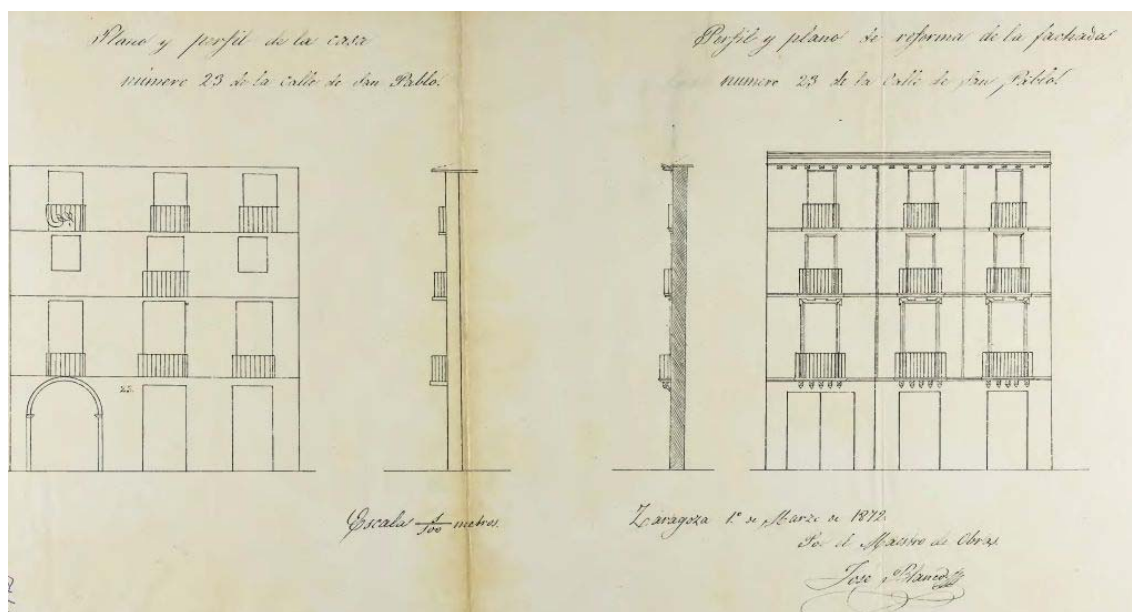 Plano y perfil de la casa
número 23 de la Calle de San Pablo.
Perfil y plano de reforma de la fachada
numero 23 de la Calle de San Pablo.
23.
Escala 1/100 metros.
Zaragoza 1º de Marzo de 1872.
Por el Maestro de Obras
Jose Blanco